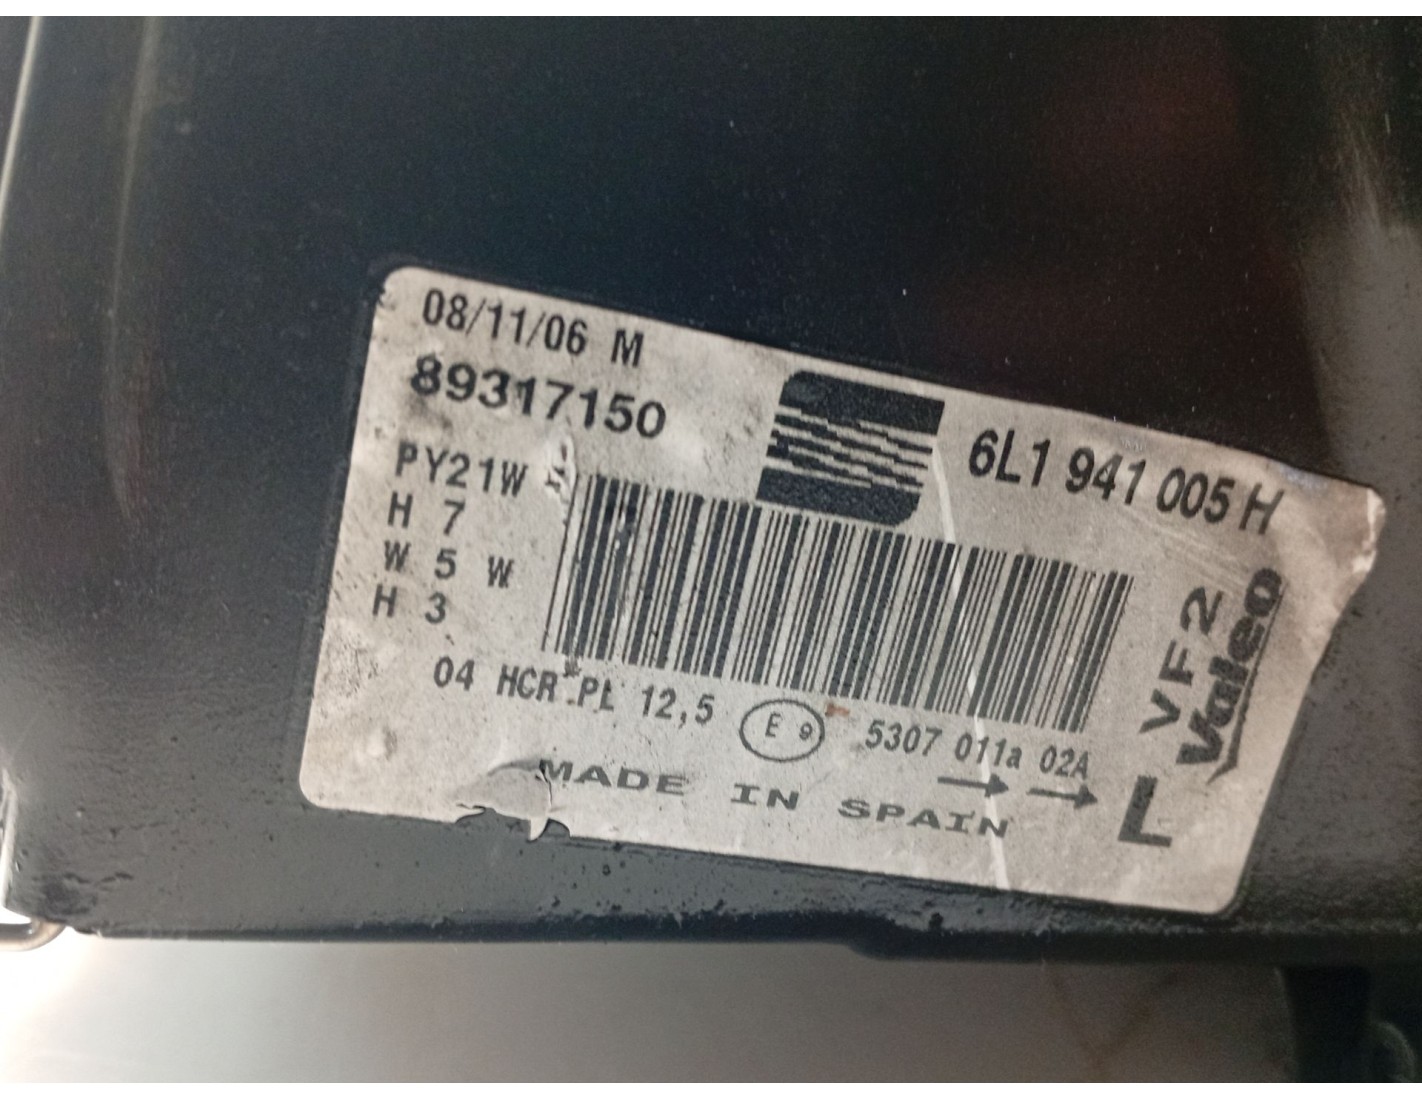 08/11/06 M
89317150
6L1 941 005 H
PY21W
H 7
W 5 W
H 3
VF2
Valeo
04 HCR PL 12,5
E 9
5307 011a 02A
→ →
L
MADE IN SPAIN